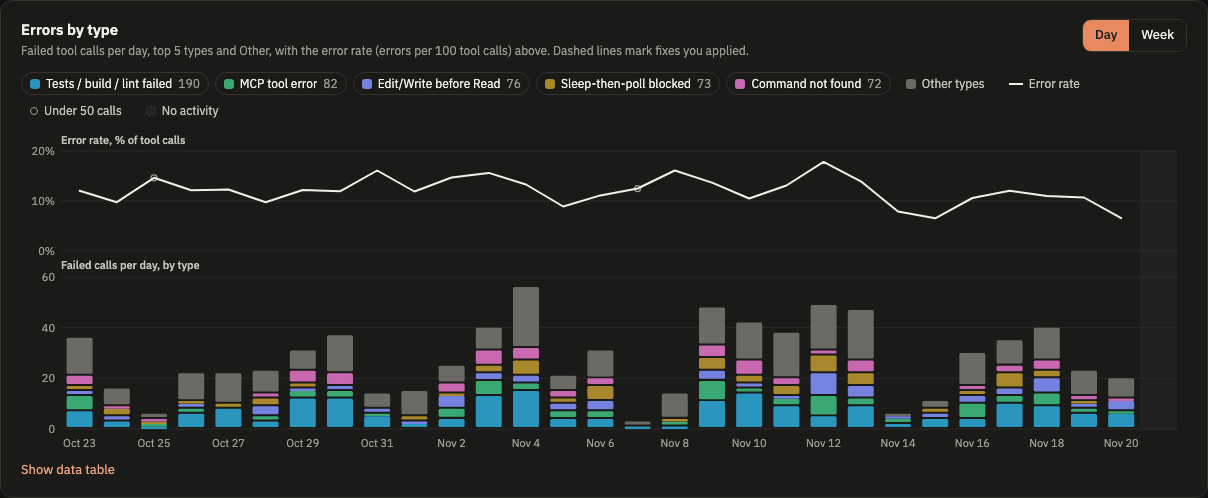 Errors by type
Failed tool calls per day, top 5 types and Other, with the error rate (errors per 100 tool calls) above. Dashed lines mark fixes you applied.
Day Week
Tests / build / lint failed 190 MCP tool error 82 Edit/Write before Read 76 Sleep-then-poll blocked 73 Command not found 72 Other types Error rate
Under 50 calls No activity
Error rate, % of tool calls
20%
10%
0%
Failed calls per day, by type
60
40
20
0
Oct 23 Oct 25 Oct 27 Oct 29 Oct 31 Nov 2 Nov 4 Nov 6 Nov 8 Nov 10 Nov 12 Nov 14 Nov 16 Nov 18 Nov 20
Show data table